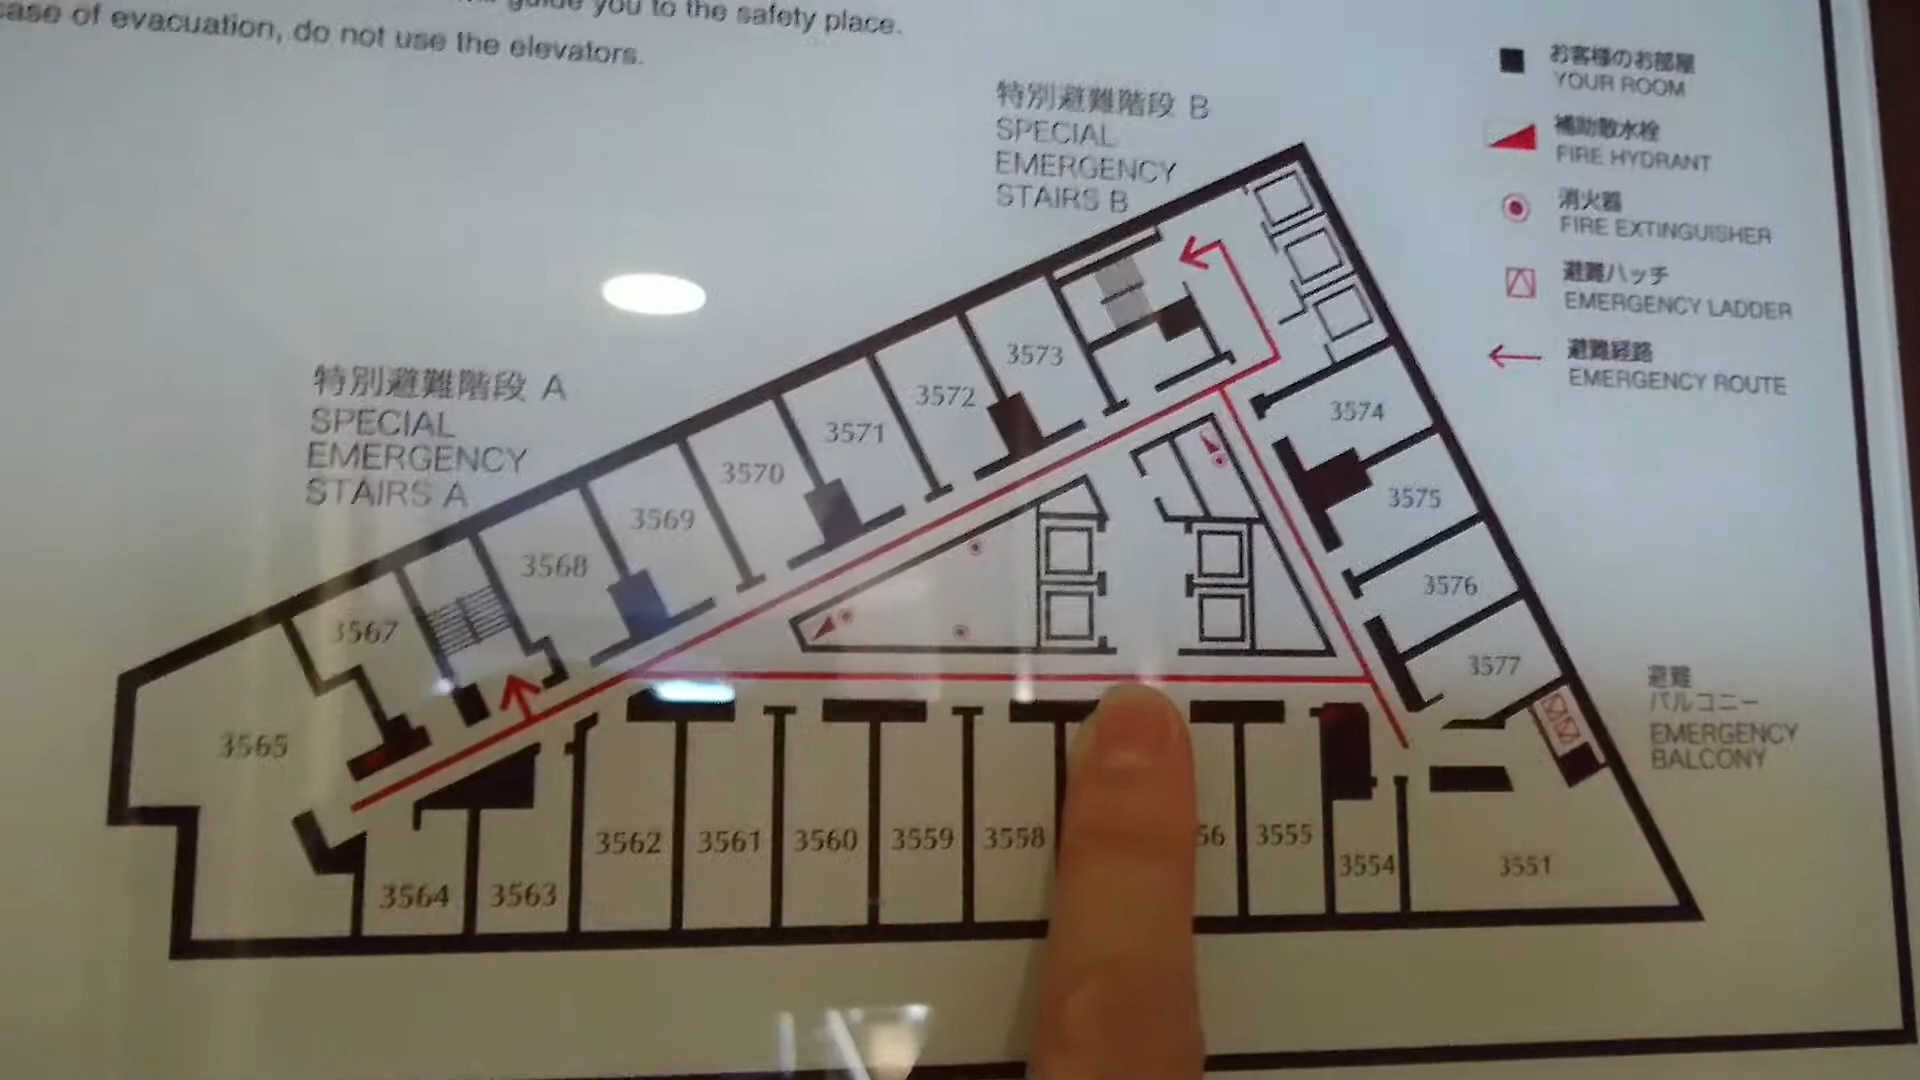 guide you to the safety place.
case of evacuation, do not use the elevators.
特別避難階段 B
SPECIAL
EMERGENCY
STAIRS B
お客様のお部屋
YOUR ROOM
補助散水栓
FIRE HYDRANT
消火器
FIRE EXTINGUISHER
避難ハッチ
EMERGENCY LADDER
避難経路
EMERGENCY ROUTE
特別避難階段 A
SPECIAL
EMERGENCY
STAIRS A
3573
3572
3571
3570
3569
3568
3567
3565
3574
3575
3576
3577
避難
バルコニー
EMERGENCY
BALCONY
3564
3563
3562
3561
3560
3559
3558
56
3555
3554
3551